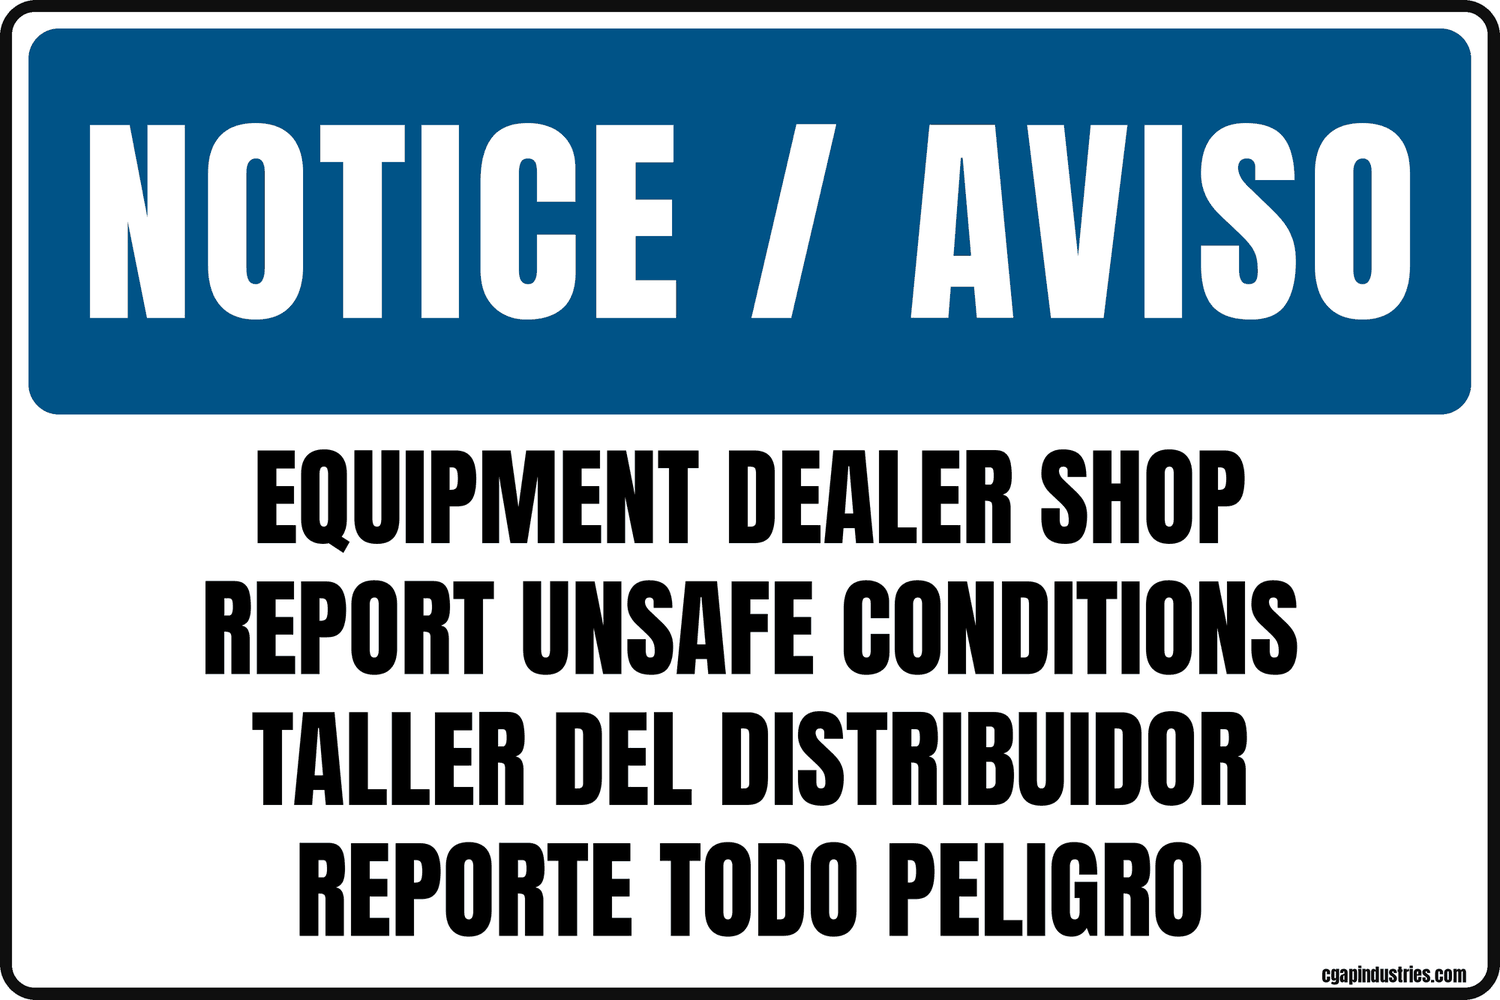 NOTICE / AVISO
EQUIPMENT DEALER SHOP
REPORT UNSAFE CONDITIONS
TALLER DEL DISTRIBUIDOR
REPORTE TODO PELIGRO
cgapindustries.com